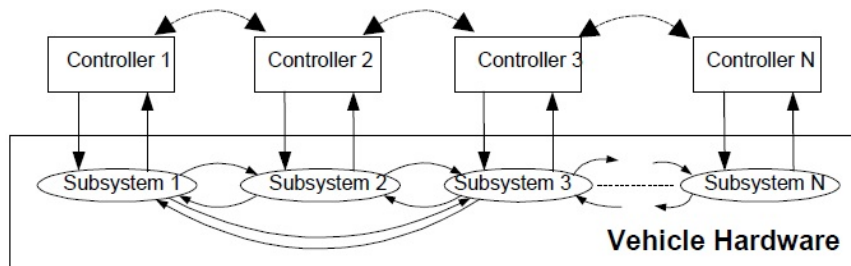 Controller 1
Controller 2
Controller 3
Controller N
Subsystem 1
Subsystem 2
Subsystem 3
Subsystem N
Vehicle Hardware